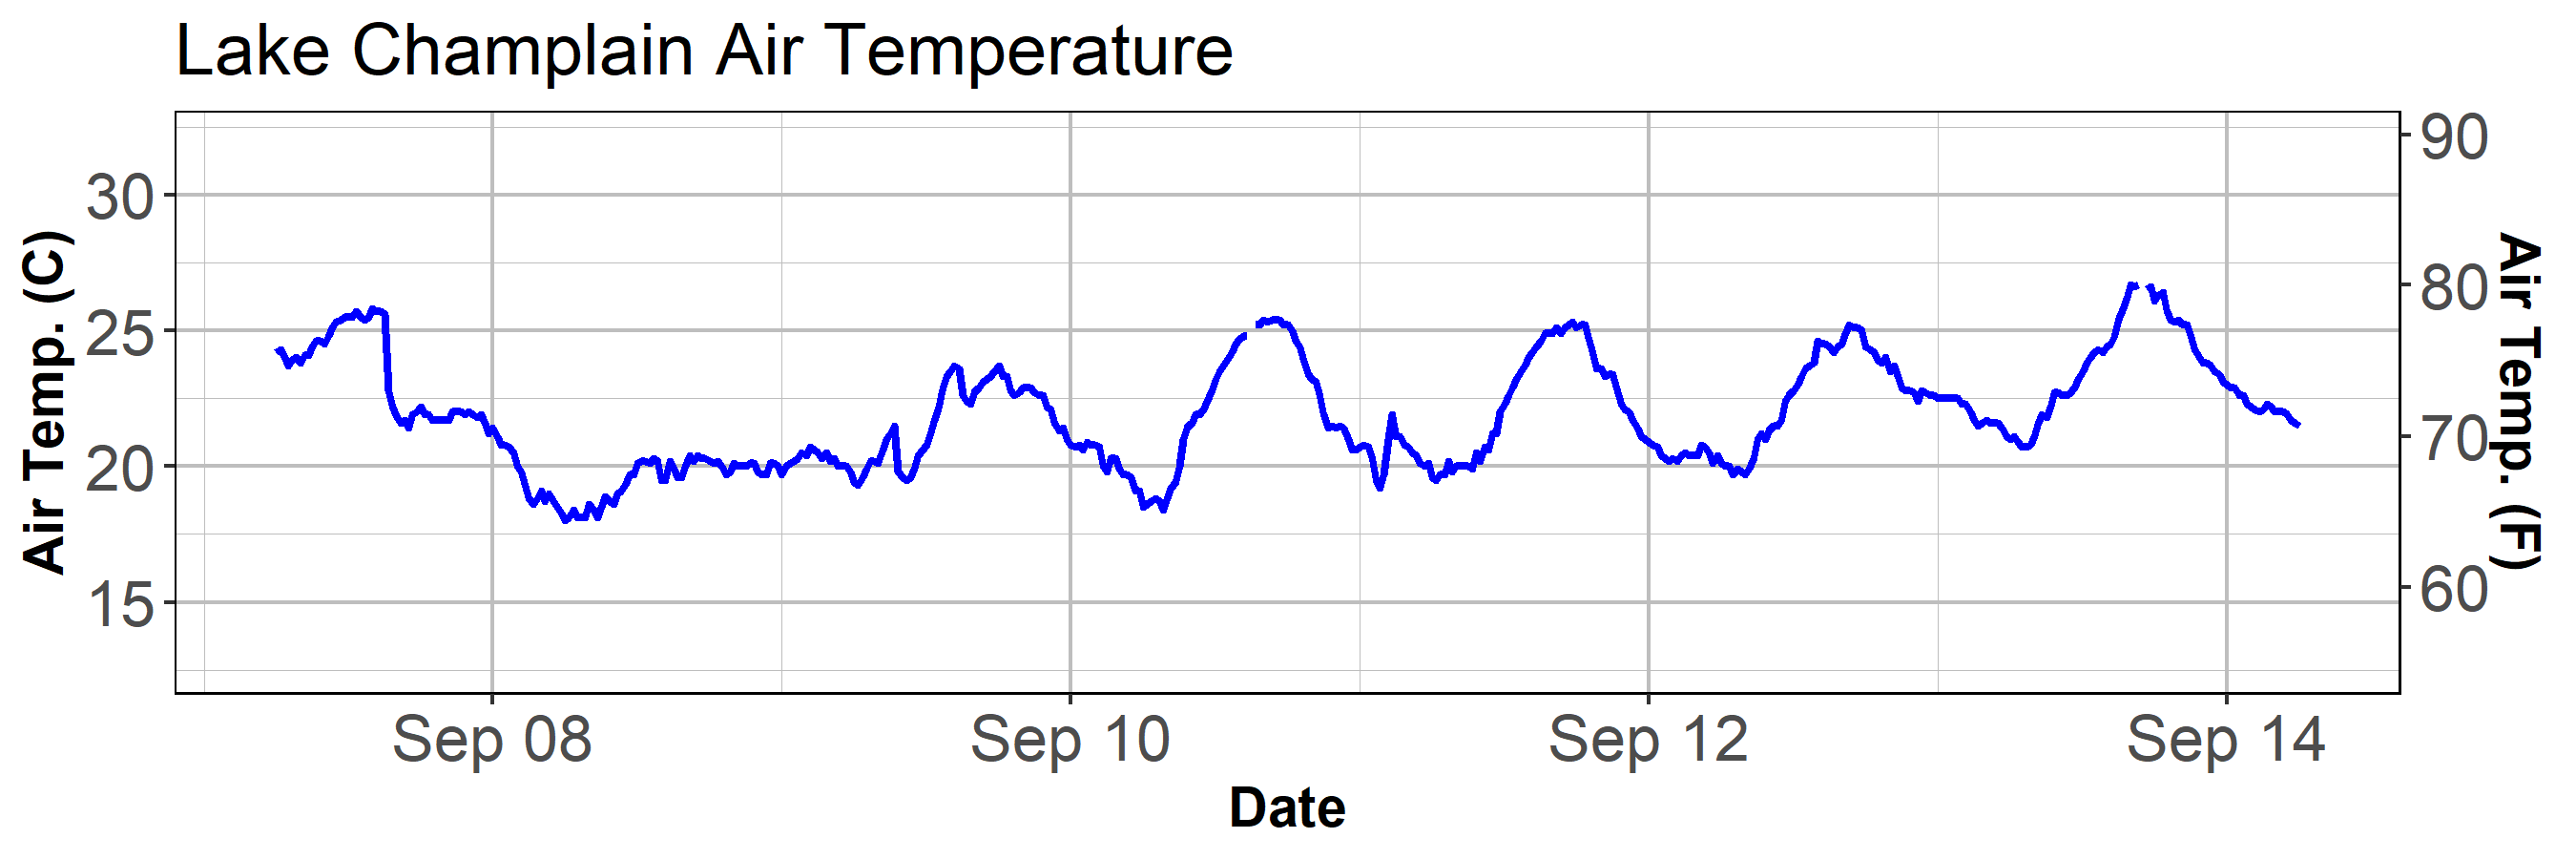 Lake Champlain Air Temperature
Air Temp. (C)
30
25
20
15
90
80
70
60
Air Temp. (F)
Sep 08 Sep 10 Sep 12 Sep 14
Date